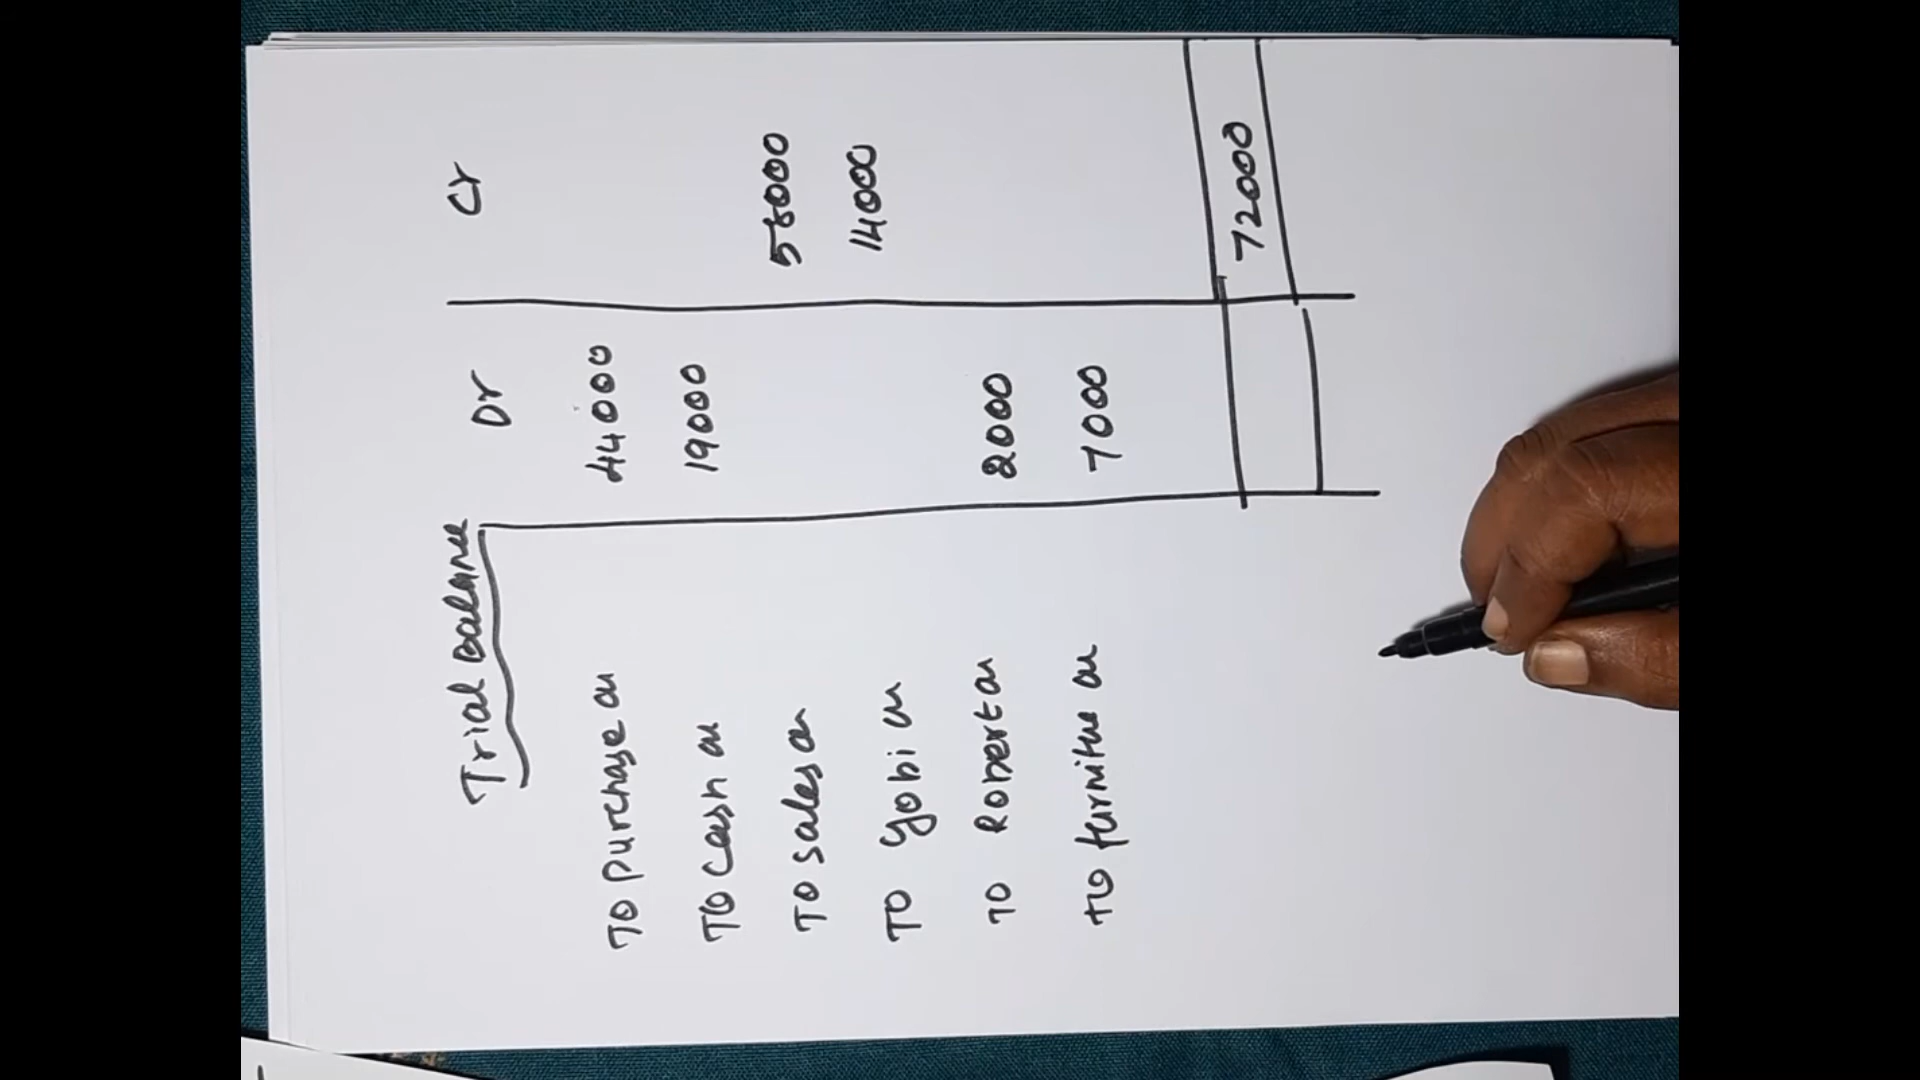 Trial Balance Dr Cr
TO purchase a/c 44000
TO cash a/c 19000
TO sales a/c 58000
TO Yobi a/c 14000
TO Robert a/c 2000
TO furniture a/c 7000
72000